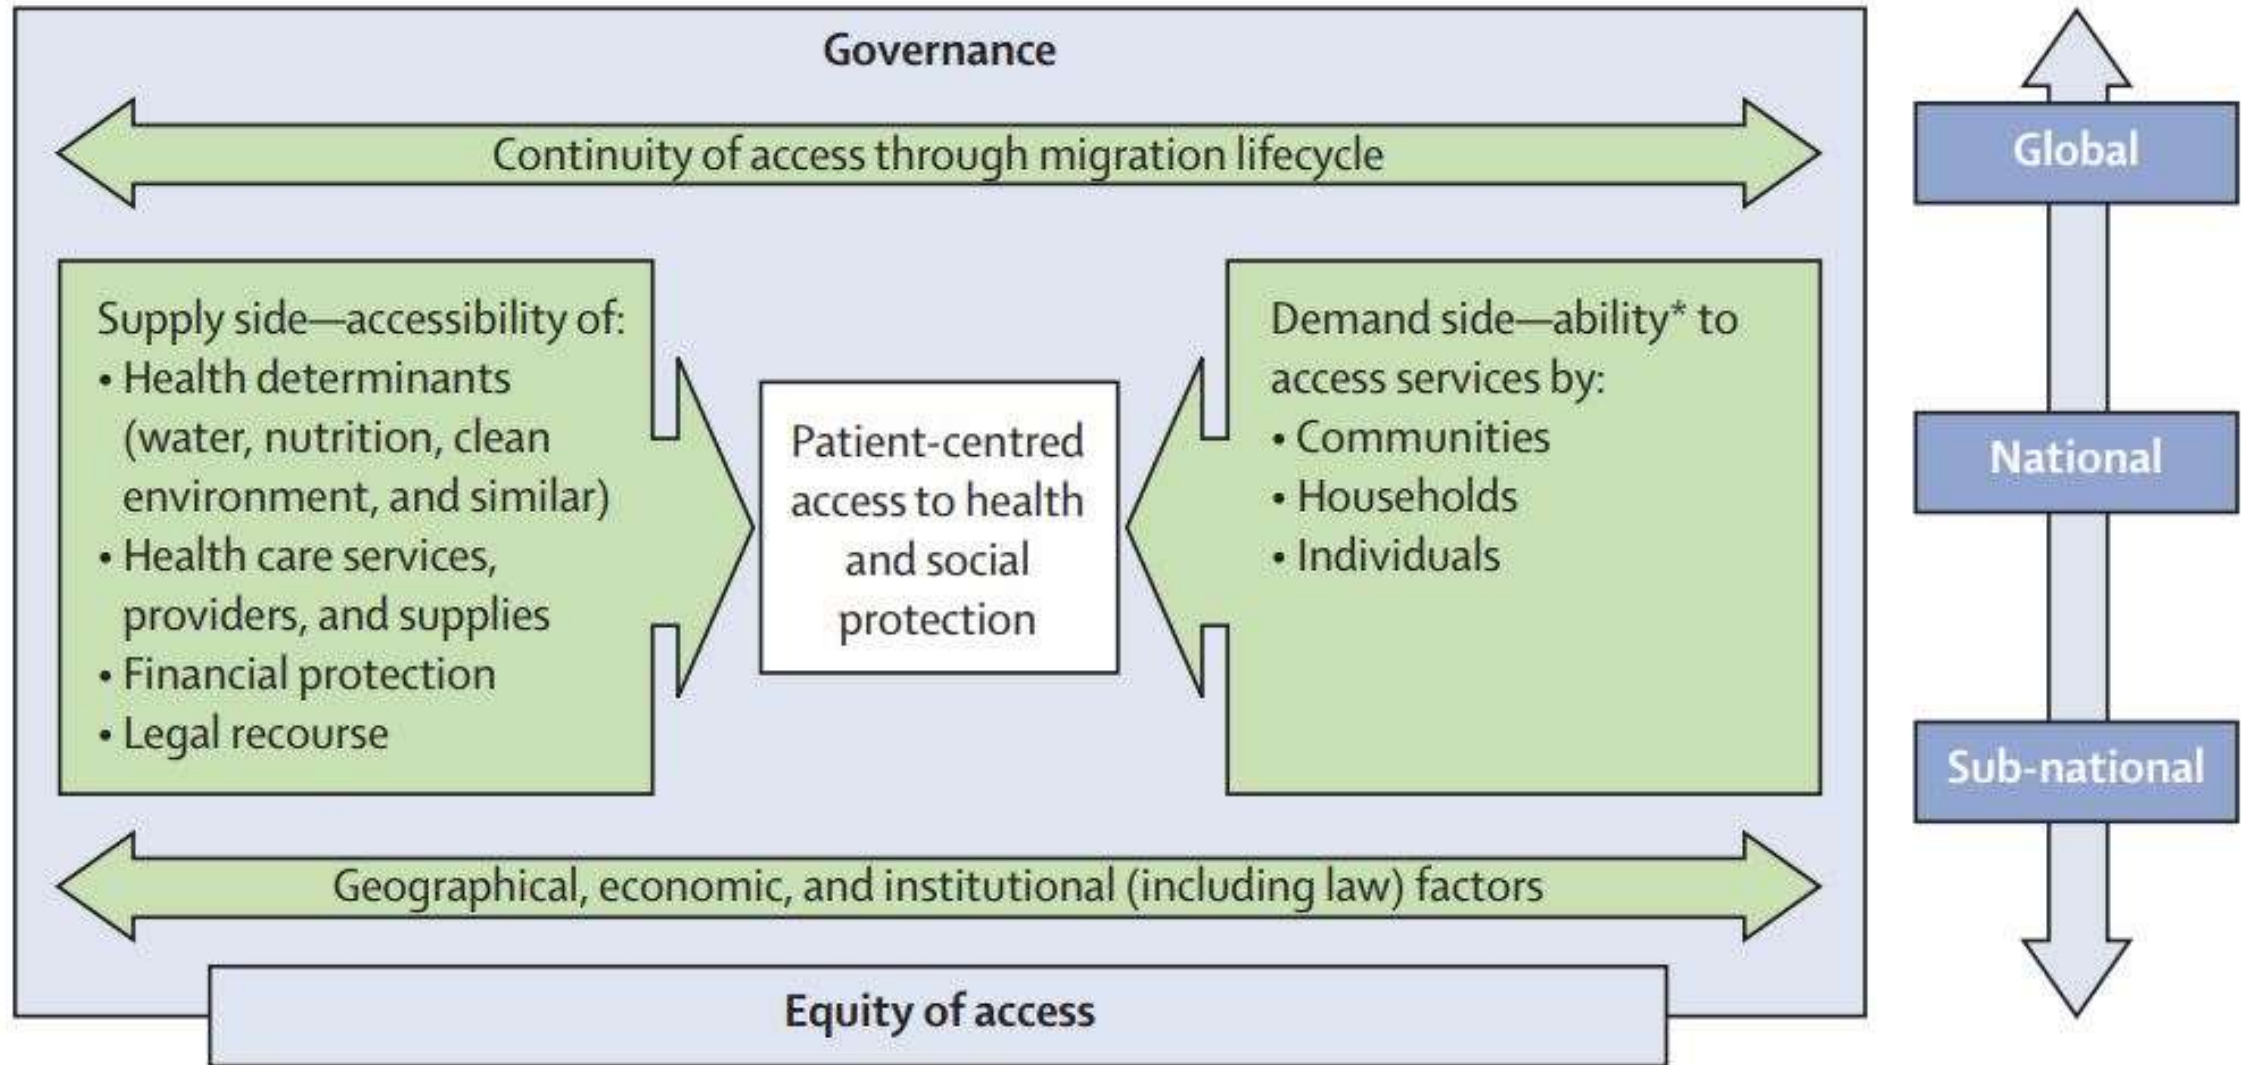 Governance
Continuity of access through migration lifecycle
Supply side—accessibility of:
• Health determinants
(water, nutrition, clean
environment, and similar)
• Health care services,
providers, and supplies
• Financial protection
• Legal recourse
Patient-centred
access to health
and social
protection
Demand side—ability* to
access services by:
• Communities
• Households
• Individuals
Geographical, economic, and institutional (including law) factors
Equity of access
Global
National
Sub-national